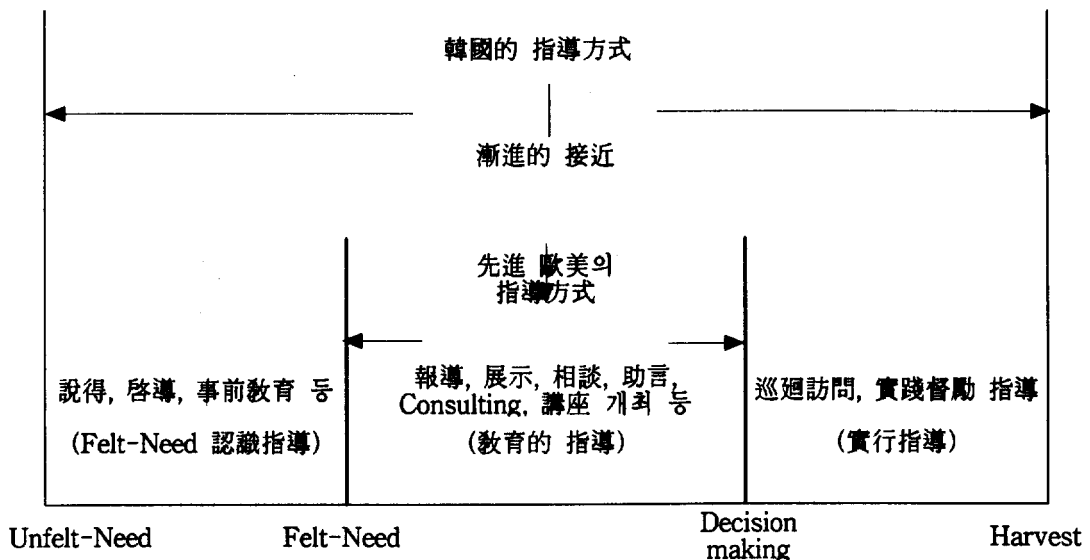 韓國的 指導方式
漸進的 接近
先進 歐美의
指導方式
說得, 啓導, 事前敎育 등
(Felt-Need 認識指導)
報導, 展示, 相談, 助言,
Consulting, 講座 개최 등
(敎育的 指導)
巡廻訪問, 實踐督勵 指導
(實行指導)
Unfelt-Need
Felt-Need
Decision
making
Harvest